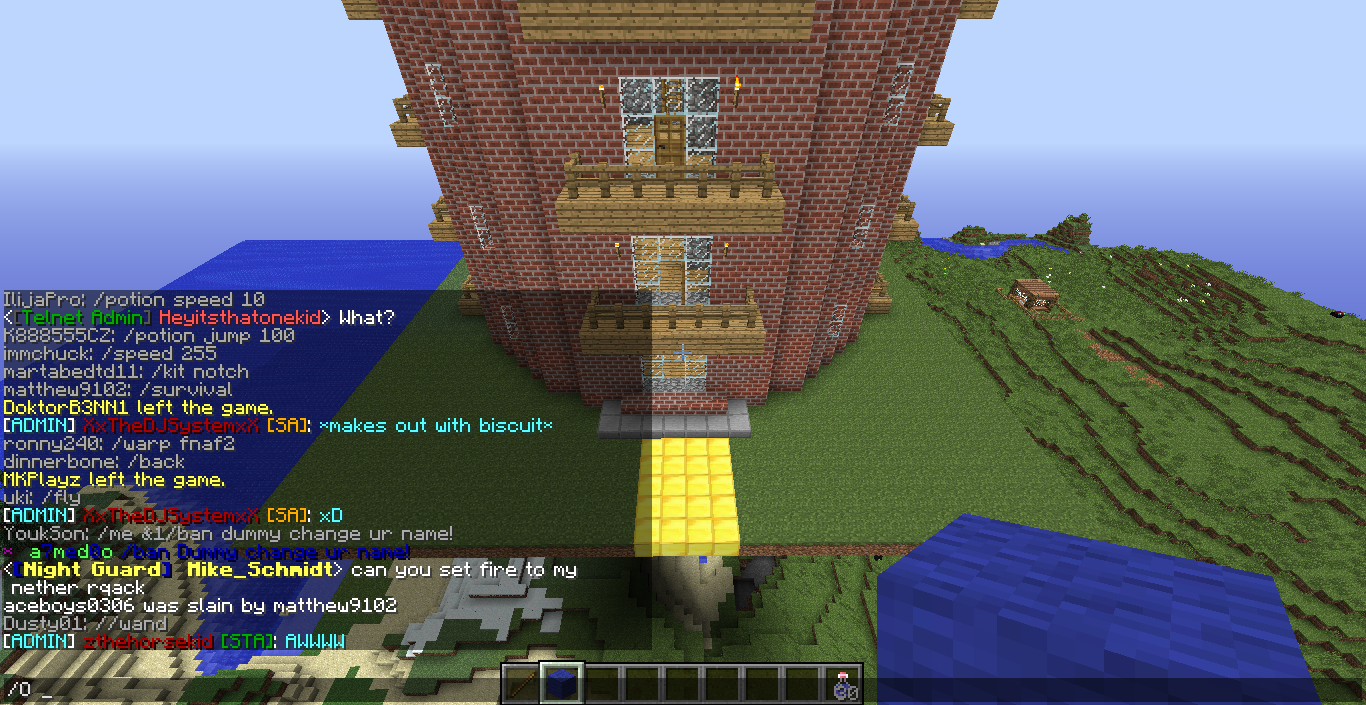 IlijaPro: /potion speed 10
<[Telnet Admin] Heyitsthatonekid> What?
K888555CZ: /potion jump 100
immchuck: /speed 255
martabedtd11: /kit notch
matthew9102: /survival
DoktorB3NN1 left the game.
[ADMIN] XxTheDJSystemxX [SA]: *makes out with biscuit*
ronny240: /warp fnaf2
dinnerbone: /back
MKPlayz left the game.
uki: /fly
[ADMIN] XxTheDJSystemxX [SA]: xD
YoukSon: /me &1/ban dummy change ur name!
* /ban Dummy change ur name!
<[Night Guard] Mike_Schmidt> can you set fire to my
nether rqack
aceboys0306 was slain by matthew9102
Dusty01: //wand
[ADMIN] zthehorsekid [STA]: AWWWW
/O _